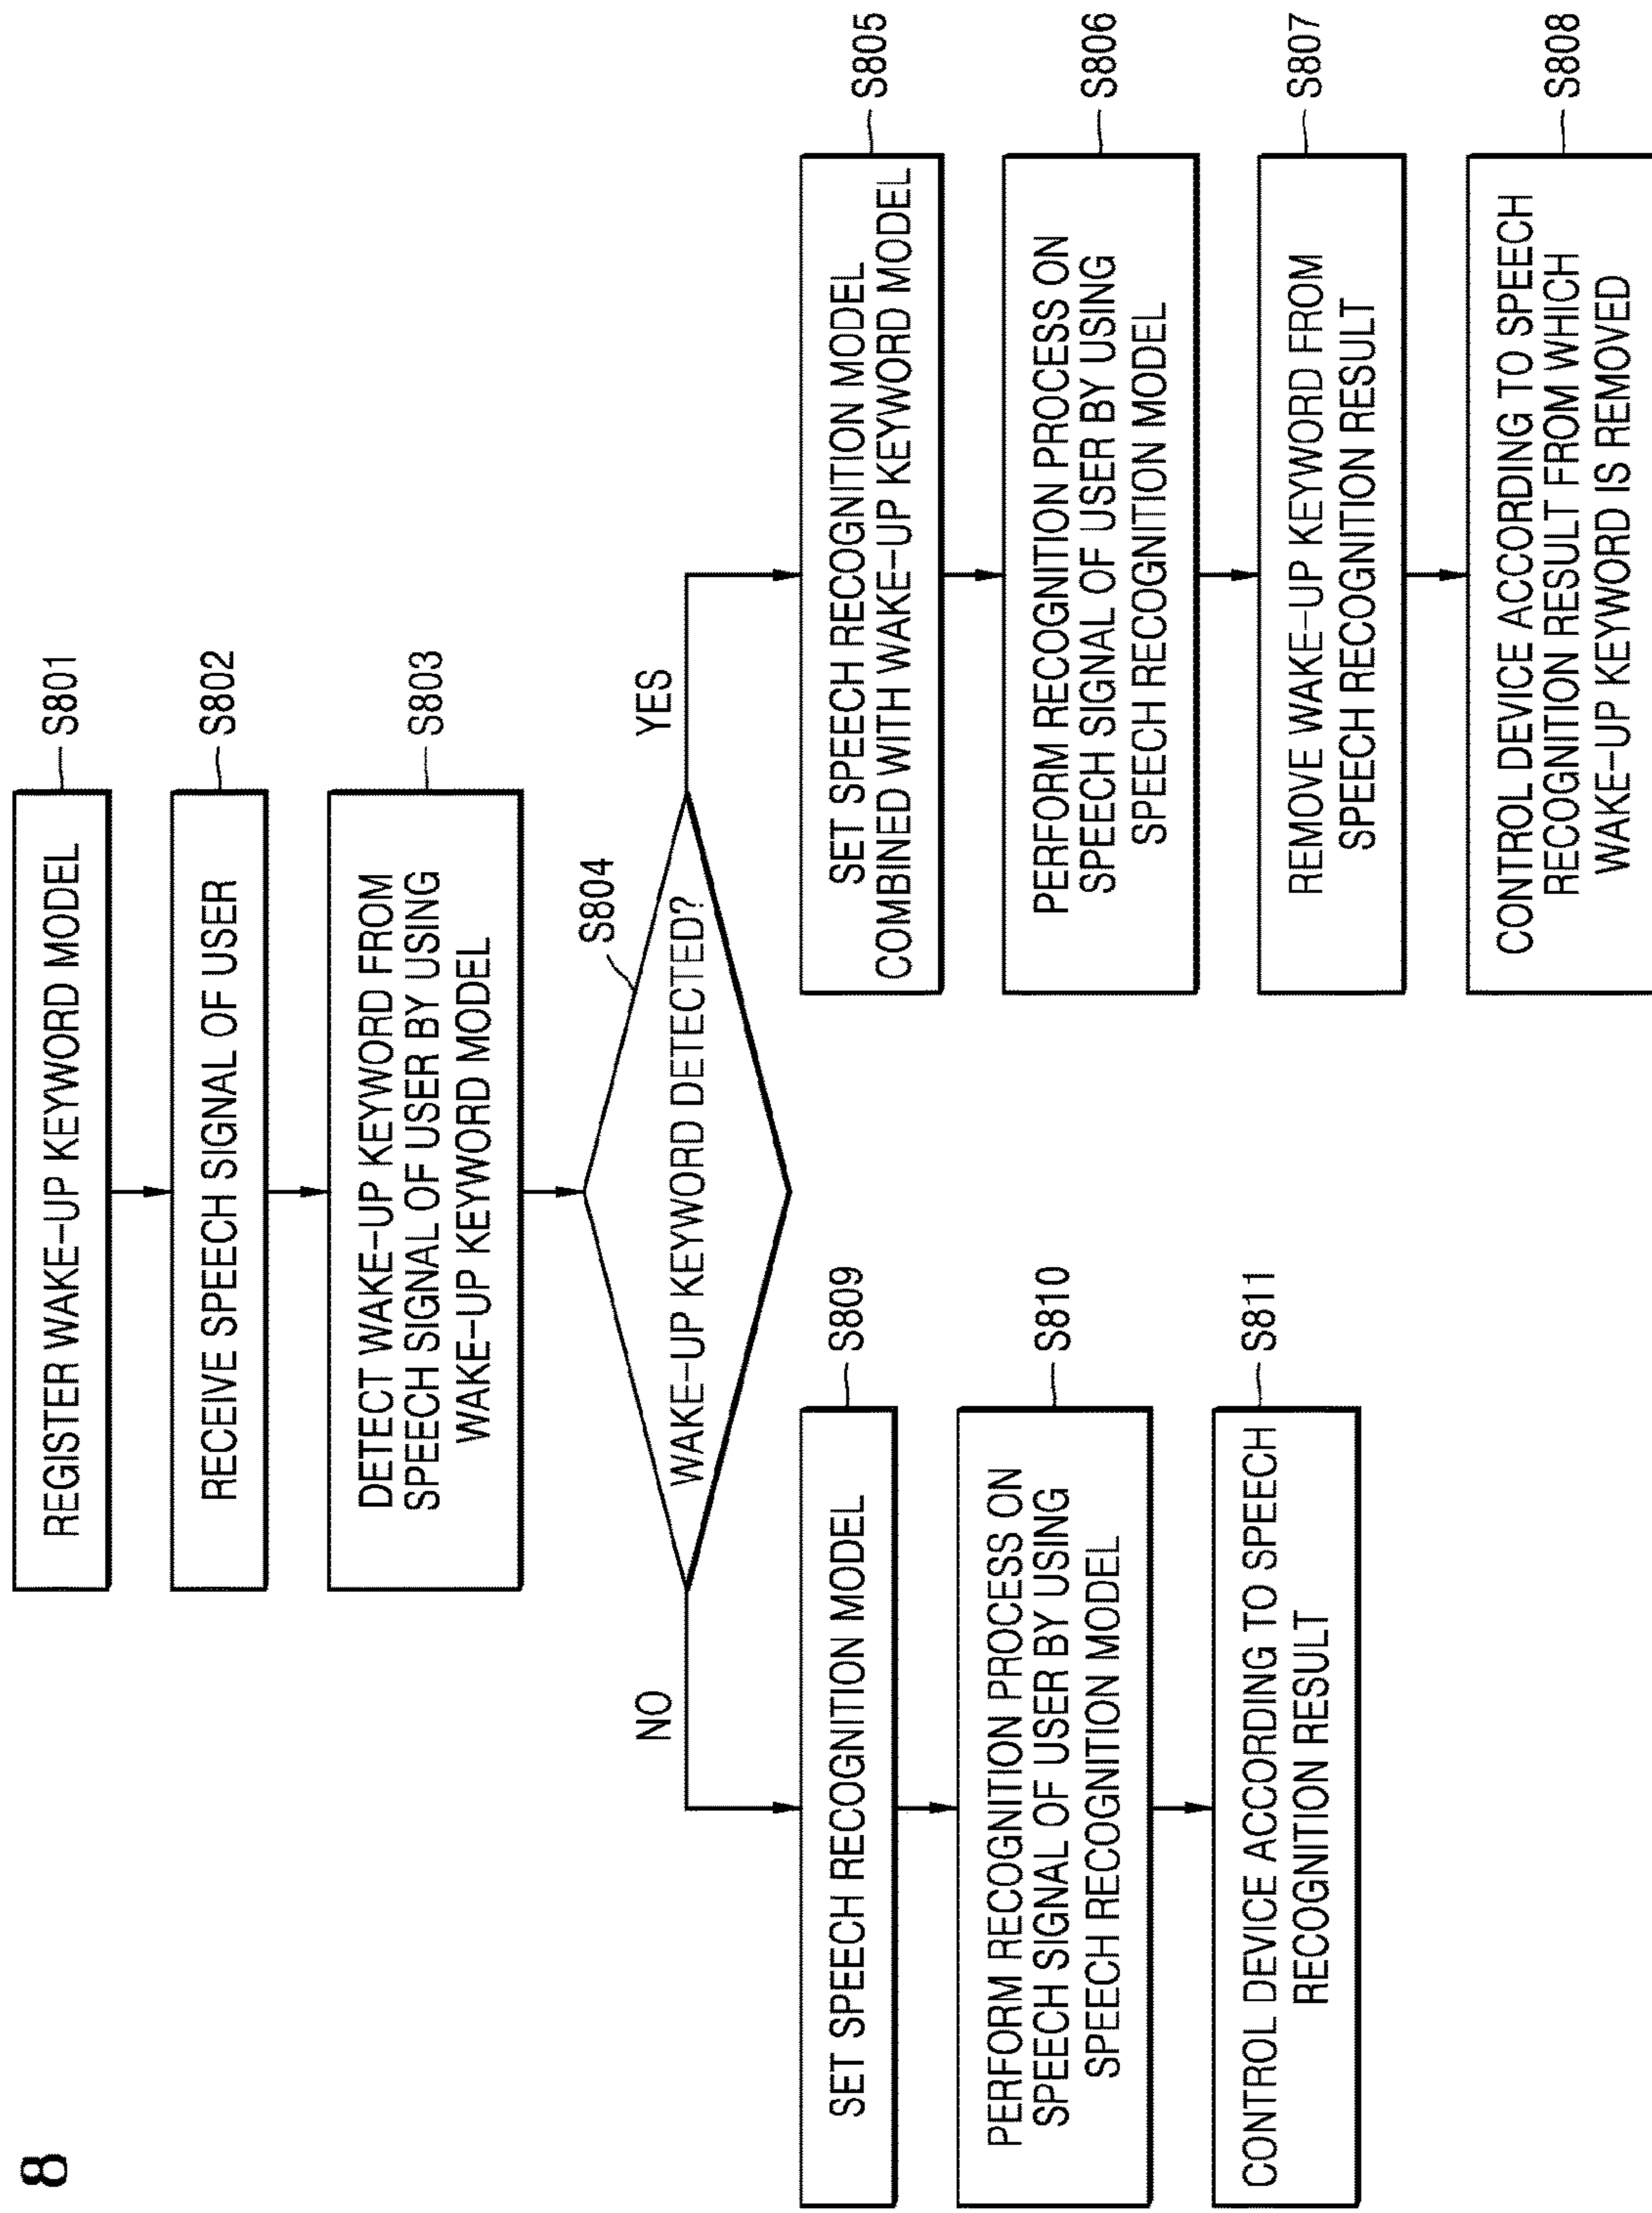 8
REGISTER WAKE-UP KEYWORD MODEL
S801
RECEIVE SPEECH SIGNAL OF USER
S802
DETECT WAKE-UP KEYWORD FROM
SPEECH SIGNAL OF USER BY USING
WAKE-UP KEYWORD MODEL
S803
S804
WAKE-UP KEYWORD DETECTED?
NO
YES
SET SPEECH RECOGNITION MODEL
S809
PERFORM RECOGNITION PROCESS ON
SPEECH SIGNAL OF USER BY USING
SPEECH RECOGNITION MODEL
S810
CONTROL DEVICE ACCORDING TO SPEECH
RECOGNITION RESULT
S811
SET SPEECH RECOGNITION MODEL
COMBINED WITH WAKE-UP KEYWORD MODEL
S805
PERFORM RECOGNITION PROCESS ON
SPEECH SIGNAL OF USER BY USING
SPEECH RECOGNITION MODEL
S806
REMOVE WAKE-UP KEYWORD FROM
SPEECH RECOGNITION RESULT
S807
CONTROL DEVICE ACCORDING TO SPEECH
RECOGNITION RESULT FROM WHICH
WAKE-UP KEYWORD IS REMOVED
S808